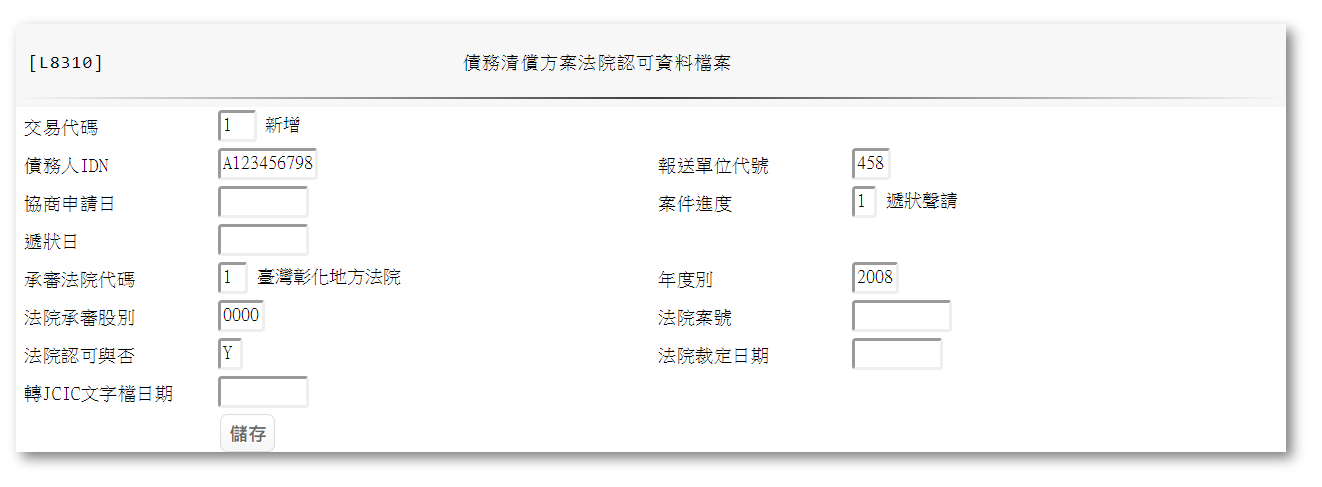 [L8310] 債務清償方案法院認可資料檔案
交易代碼 1 新增
債務人IDN A123456798 報送單位代號 458
協商申請日 案件進度 1 遞狀聲請
遞狀日
承審法院代碼 1 臺灣彰化地方法院 年度別 2008
法院承審股別 0000 法院案號
法院認可與否 Y 法院裁定日期
轉JCIC文字檔日期
儲存